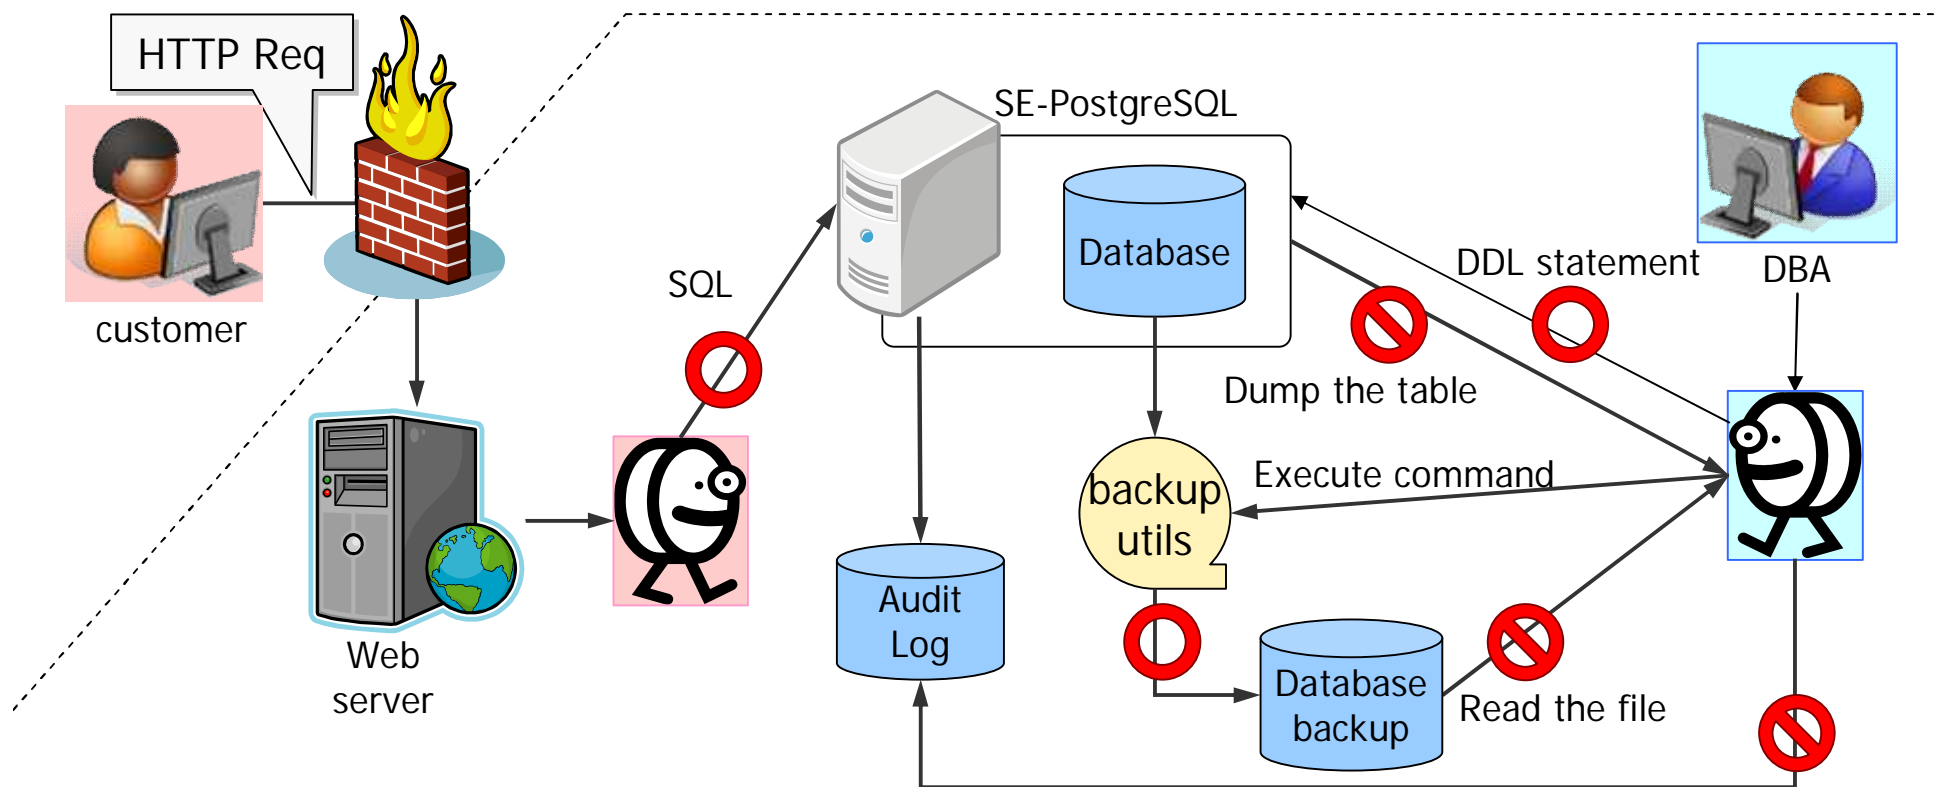 HTTP Req
customer
Web
server
SQL
SE-PostgreSQL
Database
Audit
Log
backup
utils
Database
backup
Dump the table
DDL statement
DBA
Execute command
Read the file